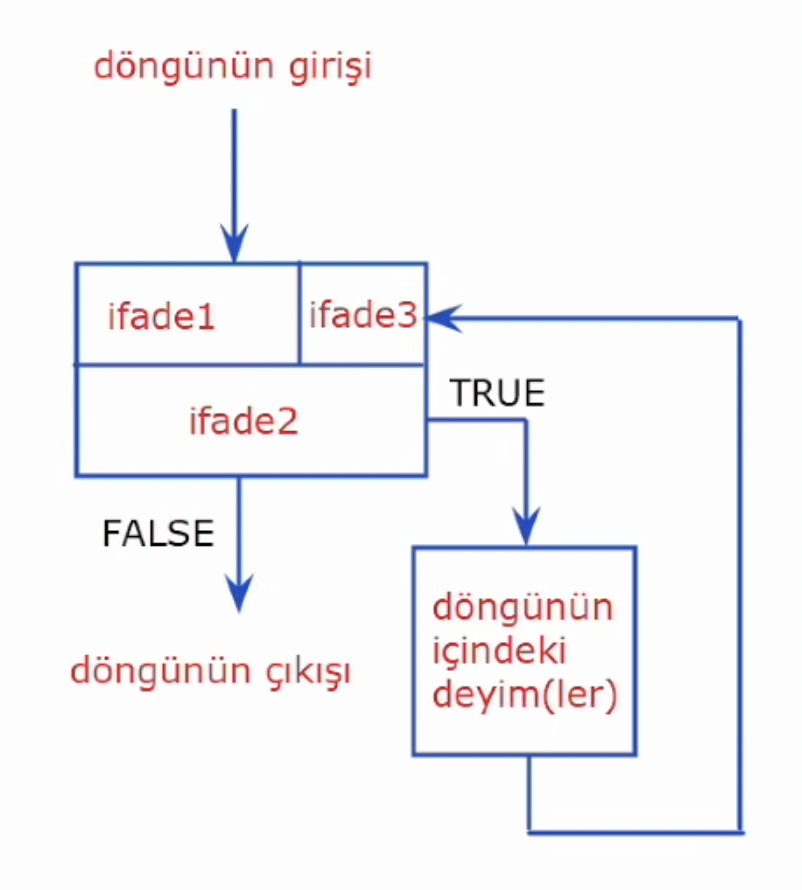 döngünün girişi
ifade1
ifade3
ifade2
TRUE
FALSE
döngünün
içindeki
deyim(ler)
döngünün çıkışı